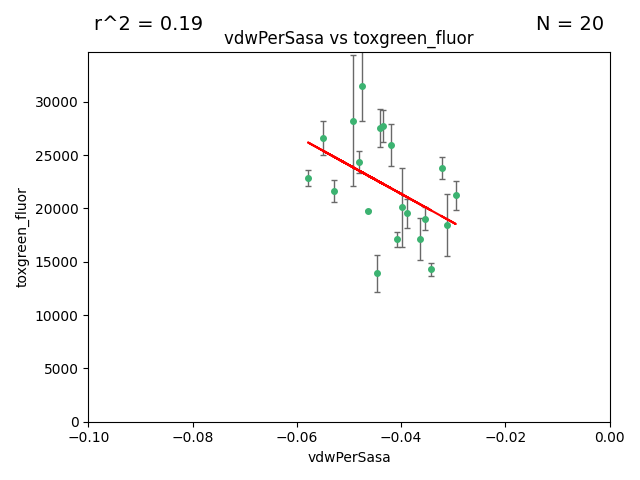 r^2 = 0.19
N = 20
vdwPerSasa vs toxgreen_fluor
toxgreen_fluor
30000
25000
20000
15000
10000
5000
0
−0.10
−0.08
−0.06
−0.04
−0.02
0.00
vdwPerSasa